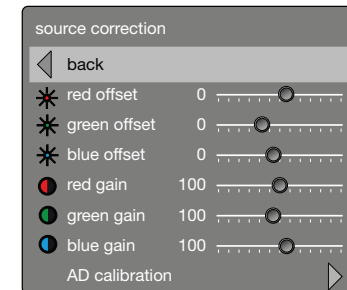 source correction
back
red offset 0
green offset 0
blue offset 0
red gain 100
green gain 100
blue gain 100
AD calibration